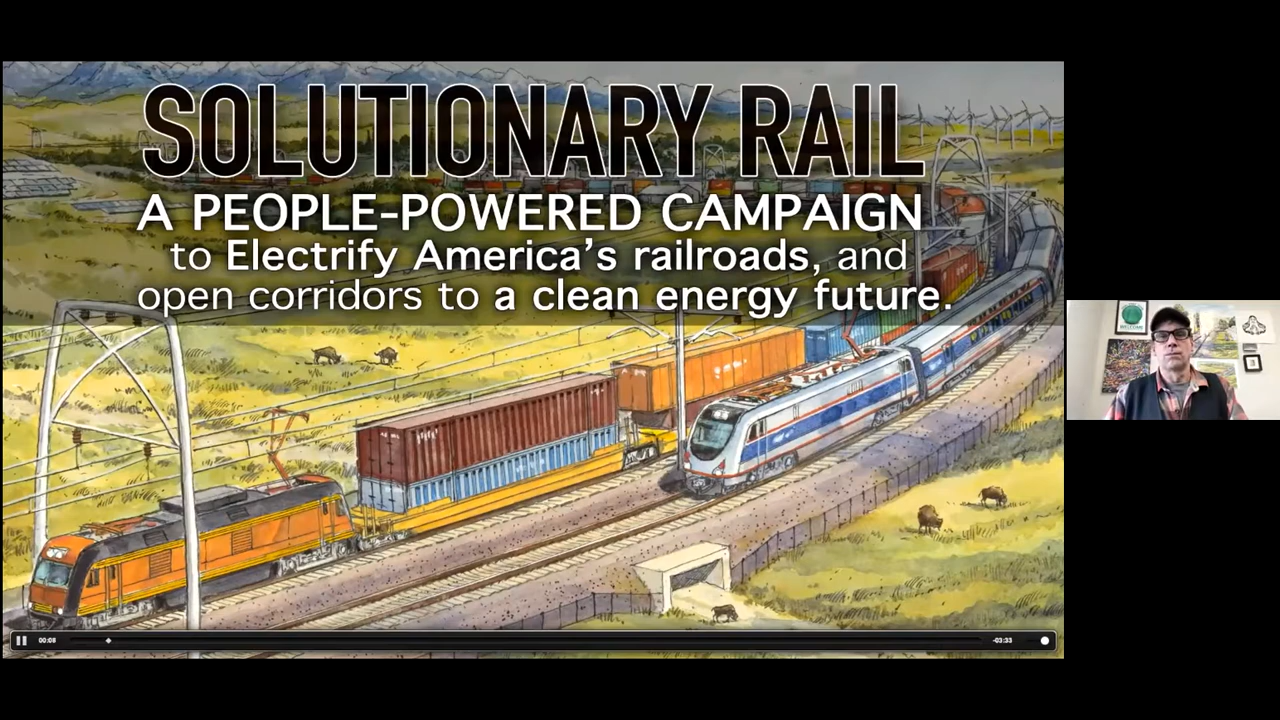 SOLUTIONARY RAIL
A PEOPLE-POWERED CAMPAIGN
to Electrify America's railroads, and
open corridors to a clean energy future.
00:08
-03:33
WELCOME